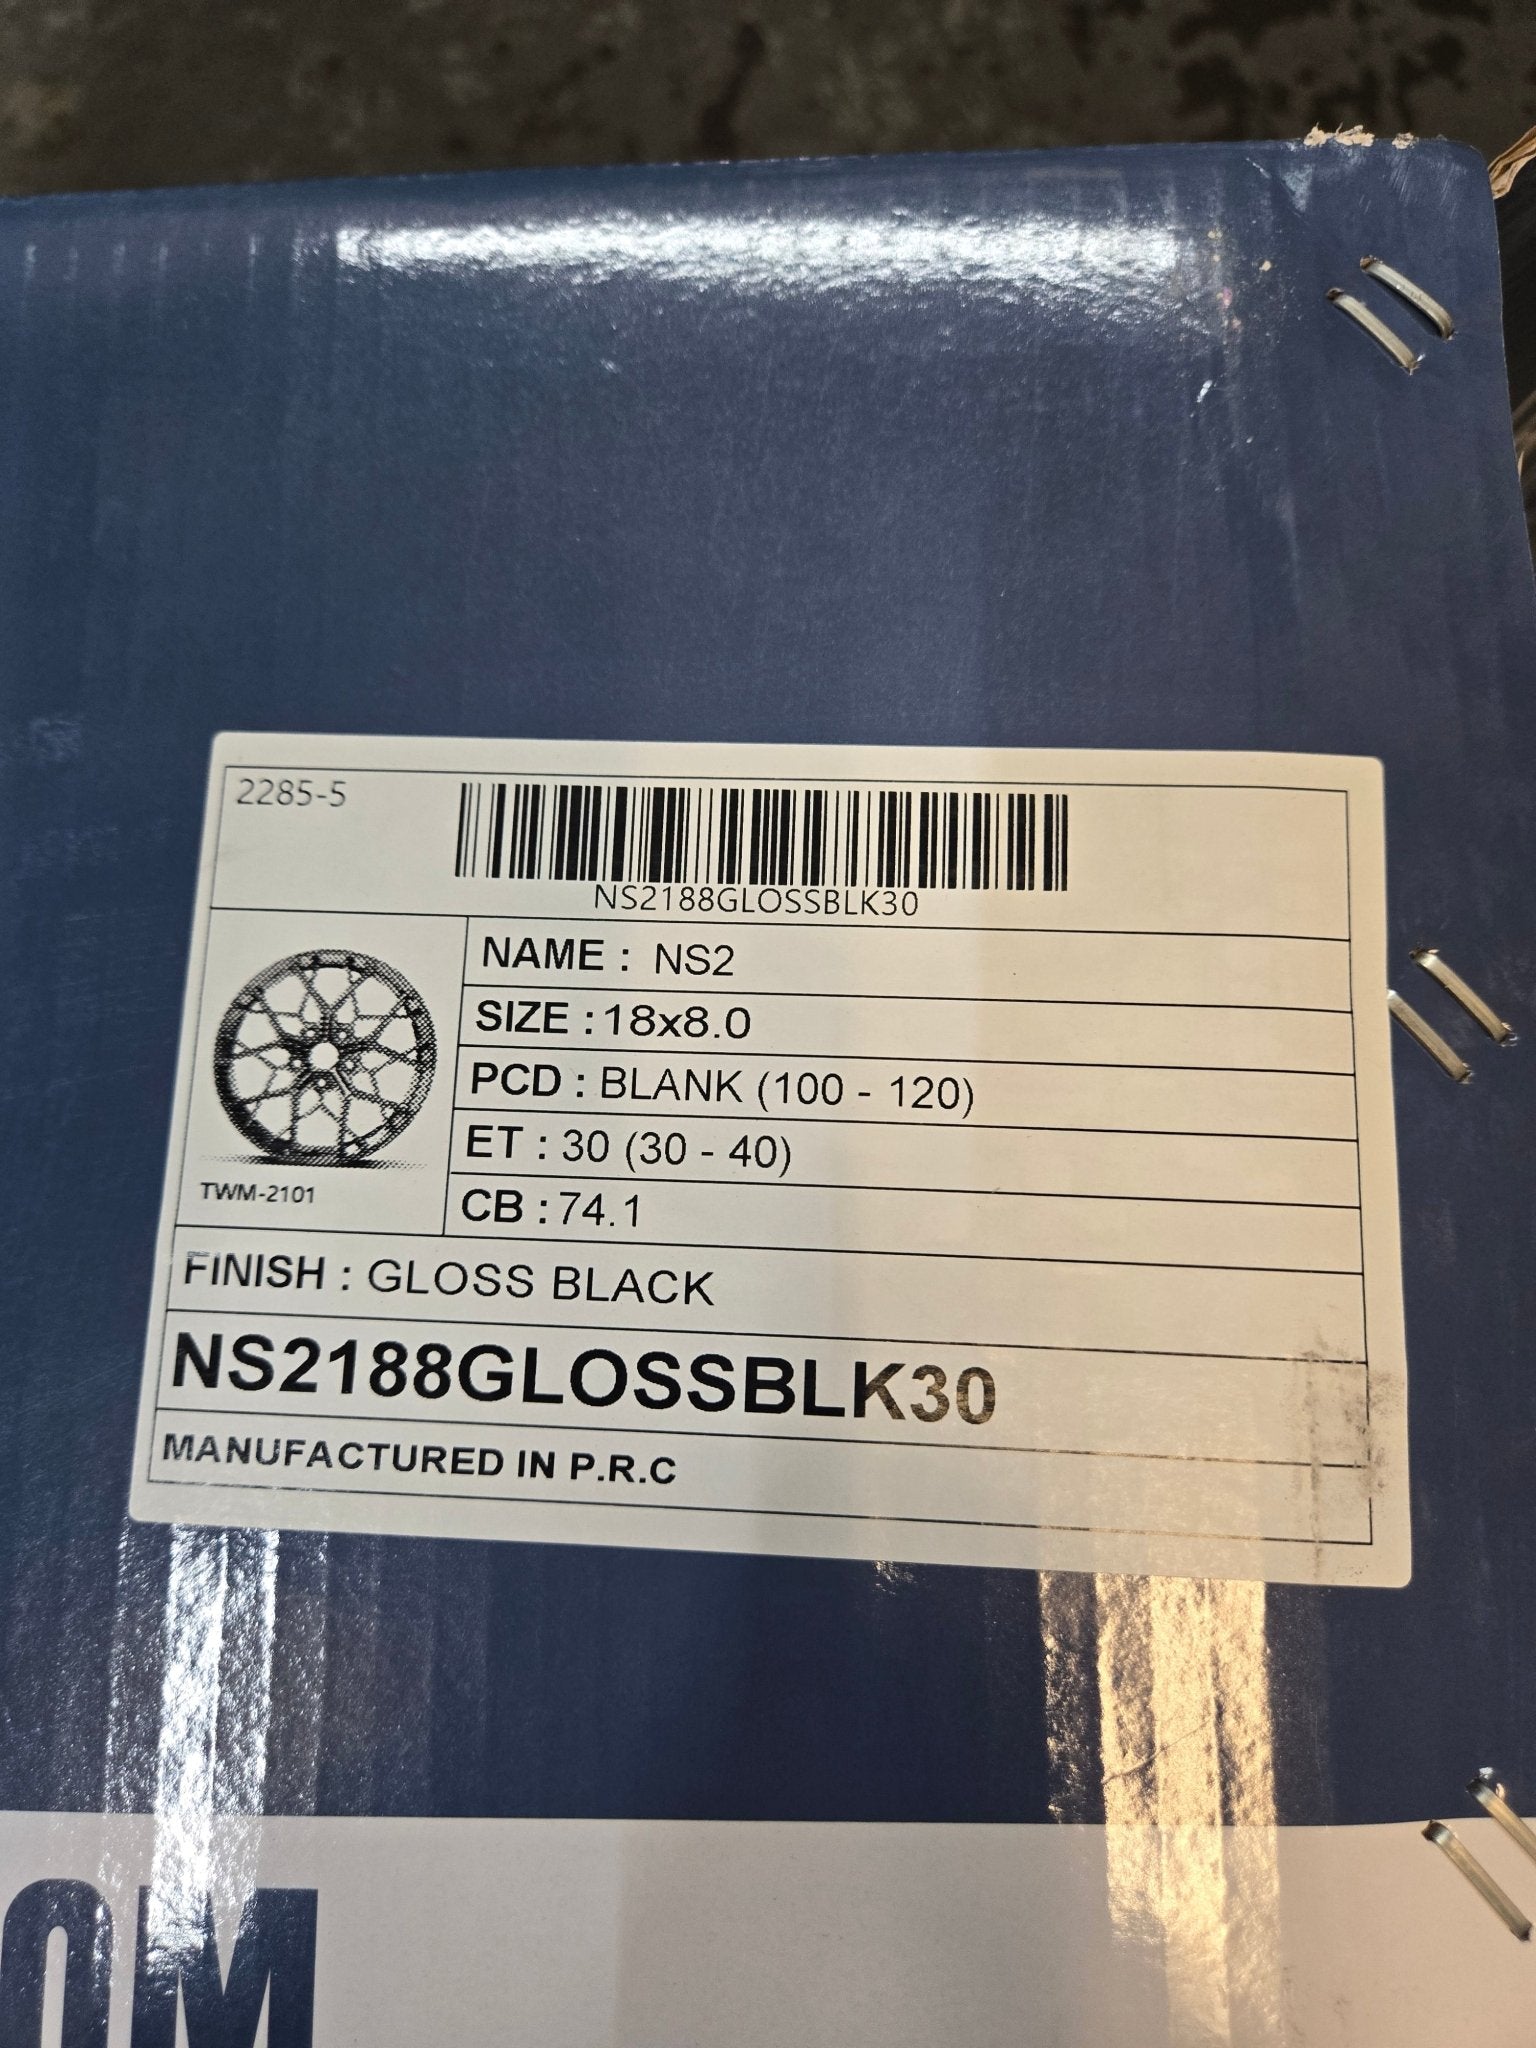 2285-5
NS2188GLOSSBLK30
NAME : NS2
SIZE : 18x8.0
PCD : BLANK (100 - 120)
ET : 30 (30 - 40)
CB : 74.1
TWM-2101
FINISH : GLOSS BLACK
NS2188GLOSSBLK30
MANUFACTURED IN P.R.C